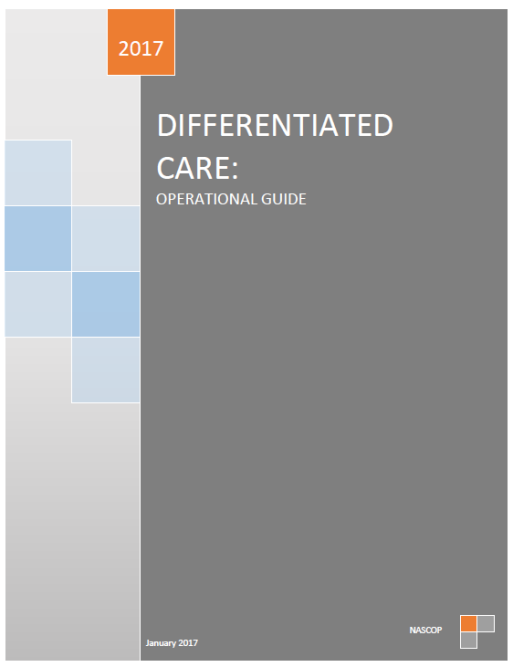 2017
DIFFERENTIATED
CARE:
OPERATIONAL GUIDE
NASCOP
January 2017